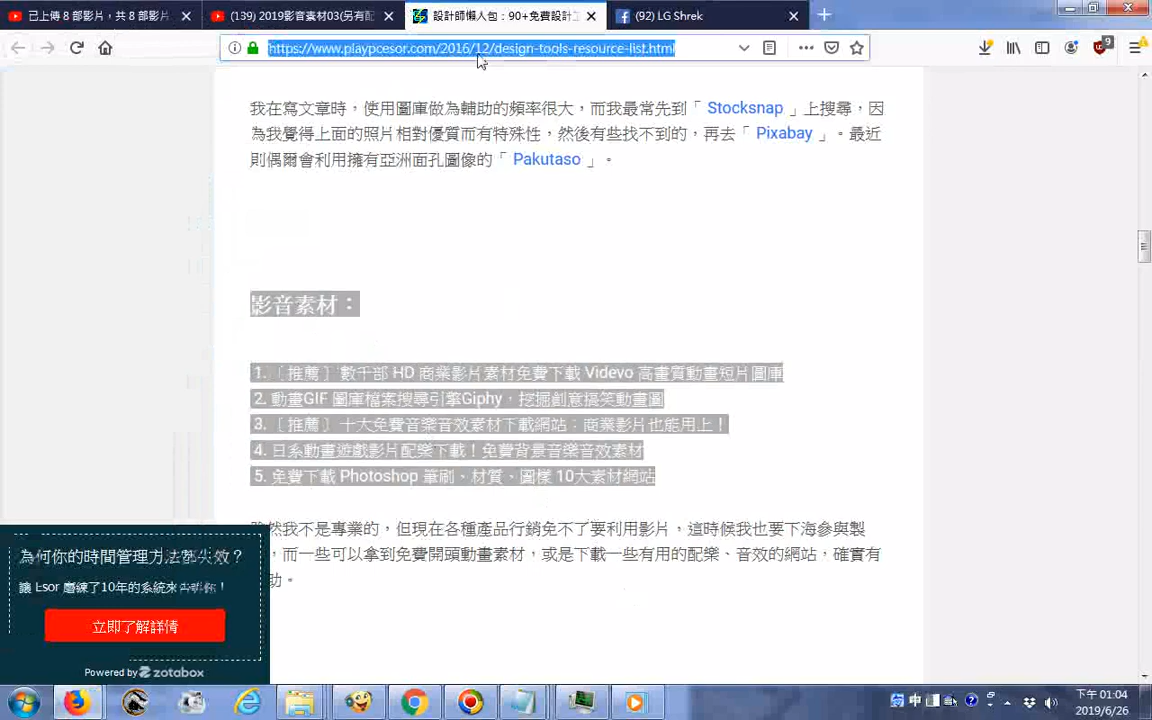 已上傳 8 部影片，共 8 部影片
(139) 2019影音素材03(另有配
設計師懶人包：90+免費設計工
(92) LG Shrek
https://www.playpcesor.com/2016/12/design-tools-resource-list.html
9
我在寫文章時，使用圖庫做為輔助的頻率很大，而我最常先到「 Stocksnap 」上搜尋，因
為我覺得上面的照片相對優質而有特殊性，然後有些找不到的，再去「 Pixabay 」。最近
則偶爾會利用擁有亞洲面孔圖像的「 Pakutaso 」。
影音素材：
1. 〔 推薦 〕 數千部 HD 商業影片素材免費下載 Videvo 高畫質動畫短片圖庫
2. 動畫GIF 圖庫檔案搜尋引擎Giphy，挖掘創意搞笑動畫圖
3. 〔 推薦 〕 十大免費音樂音效素材下載網站：商業影片也能用上！
4. 日系動畫遊戲影片配樂下載！免費背景音樂音效素材
5. 免費下載 Photoshop 筆刷、材質、圖樣 10大素材網站
然我不是專業的，但現在各種產品行銷免不了要利用影片，這時候我也要下海參與製
，而一些可以拿到免費開頭動畫素材，或是下載一些有用的配樂、音效的網站，確實有
助。
為何你的時間管理方法都失效？
讓 Esor 磨練了10年的系統來告訴你！
立即了解詳情
Powered by zotabox
中
下午 01:04
2019/6/26